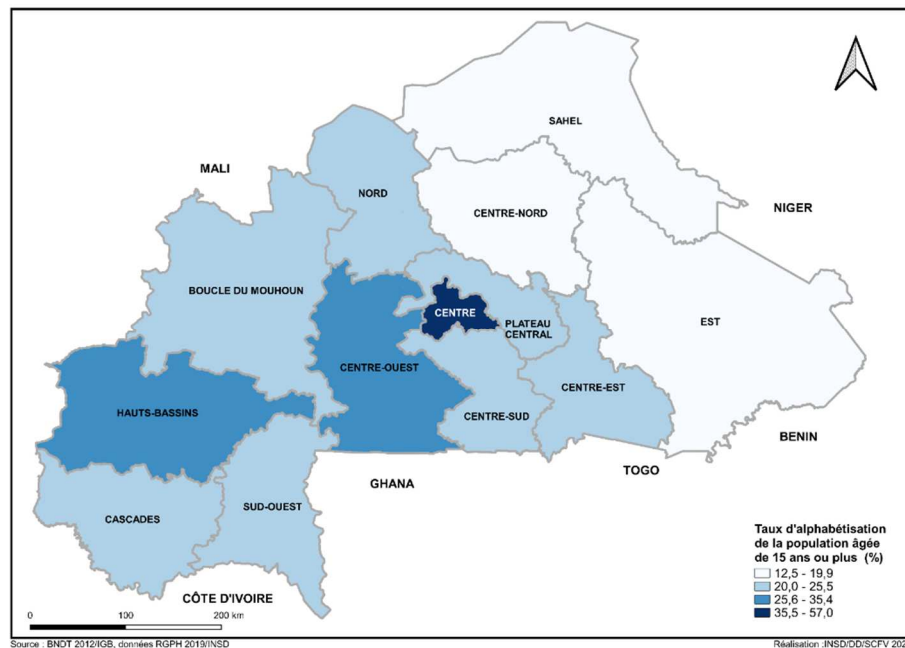 SAHEL
MALI
NORD
CENTRE-NORD
NIGER
BOUCLE DU MOUHOUN
CENTRE
PLATEAU
CENTRAL
EST
CENTRE-OUEST
CENTRE-EST
HAUTS-BASSINS
CENTRE-SUD
BENIN
TOGO
GHANA
SUD-OUEST
CASCADES
CÔTE D'IVOIRE
Taux d'alphabétisation
de la population âgée
de 15 ans ou plus (%)
12,5 - 19,9
20,0 - 25,5
25,6 - 35,4
35,5 - 57,0
0 100 200 km
Source : BNDT 2012/IGB, données RGPH 2019/INSD
Réalisation :INSD/DD/SCFV